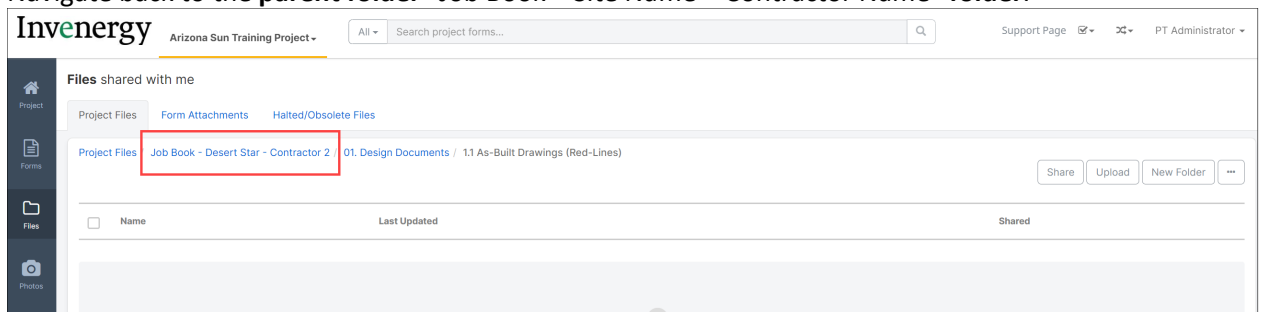 Navigate back to the parent folder "Job Book – Site Name – Contractor Name" folder.
Invenergy
Arizona Sun Training Project
All Search project forms...
Support Page PT Administrator
Files shared with me
Project
Project Files Form Attachments Halted/Obsolete Files
Forms
Project Files / Job Book - Desert Star - Contractor 2 / 01. Design Documents / 1.1 As-Built Drawings (Red-Lines)
Share Upload New Folder ...
Files
Name Last Updated Shared
Photos